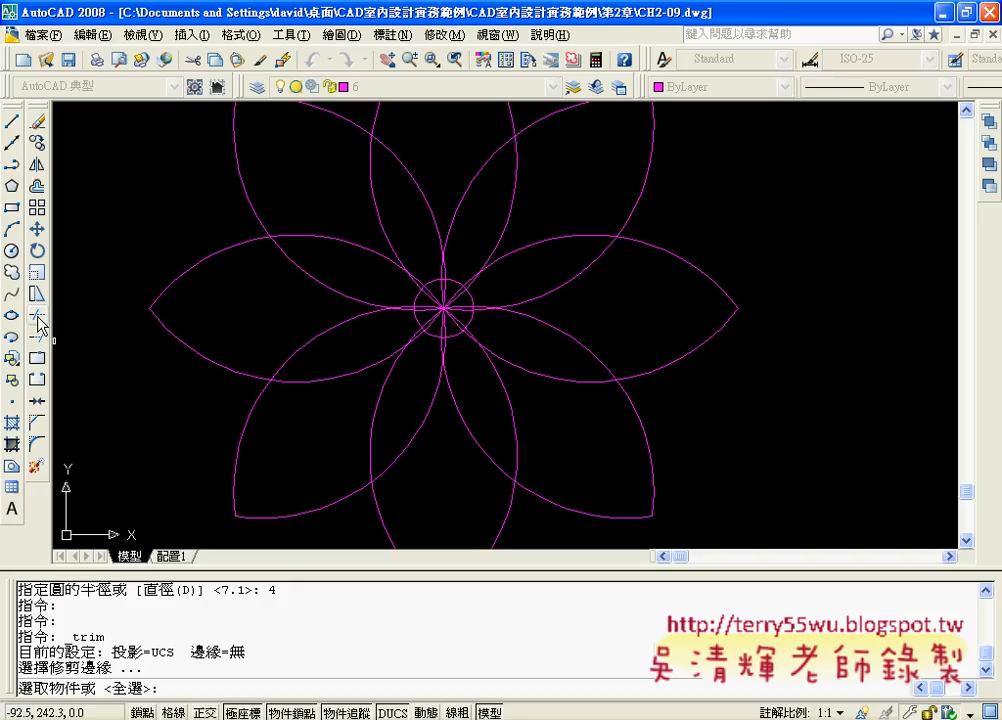 AutoCAD 2008 - [C:\Documents and Settings\david\桌面\CAD室內設計實務範例\CAD室內設計實務範例\第2章\CH2-09.dwg]
檔案(F) 編輯(E) 檢視(V) 插入(I) 格式(O) 工具(T) 繪圖(D) 標註(N) 修改(M) 視窗(W) 說明(H) 鍵入問題以尋求幫助
Standard ISO-25 Standa
AutoCAD 典型 6 ByLayer ByLayer
A
Y
X
模型 配置1
指定圓的半徑或 [直徑(D)] <7.1>: 4
指令:
指令:
指令: _trim
目前的設定: 投影=UCS 邊緣=無
選擇修剪邊緣 ...
選取物件或 <全選>:
http://terry55wu.blogspot.tw
吳清輝老師錄製
-92.5, 242.3, 0.0 鎖點 格線 正交 極座標 物件鎖點 物件追蹤 DUCS 動態 線粗 模型 註解比例: 1:1